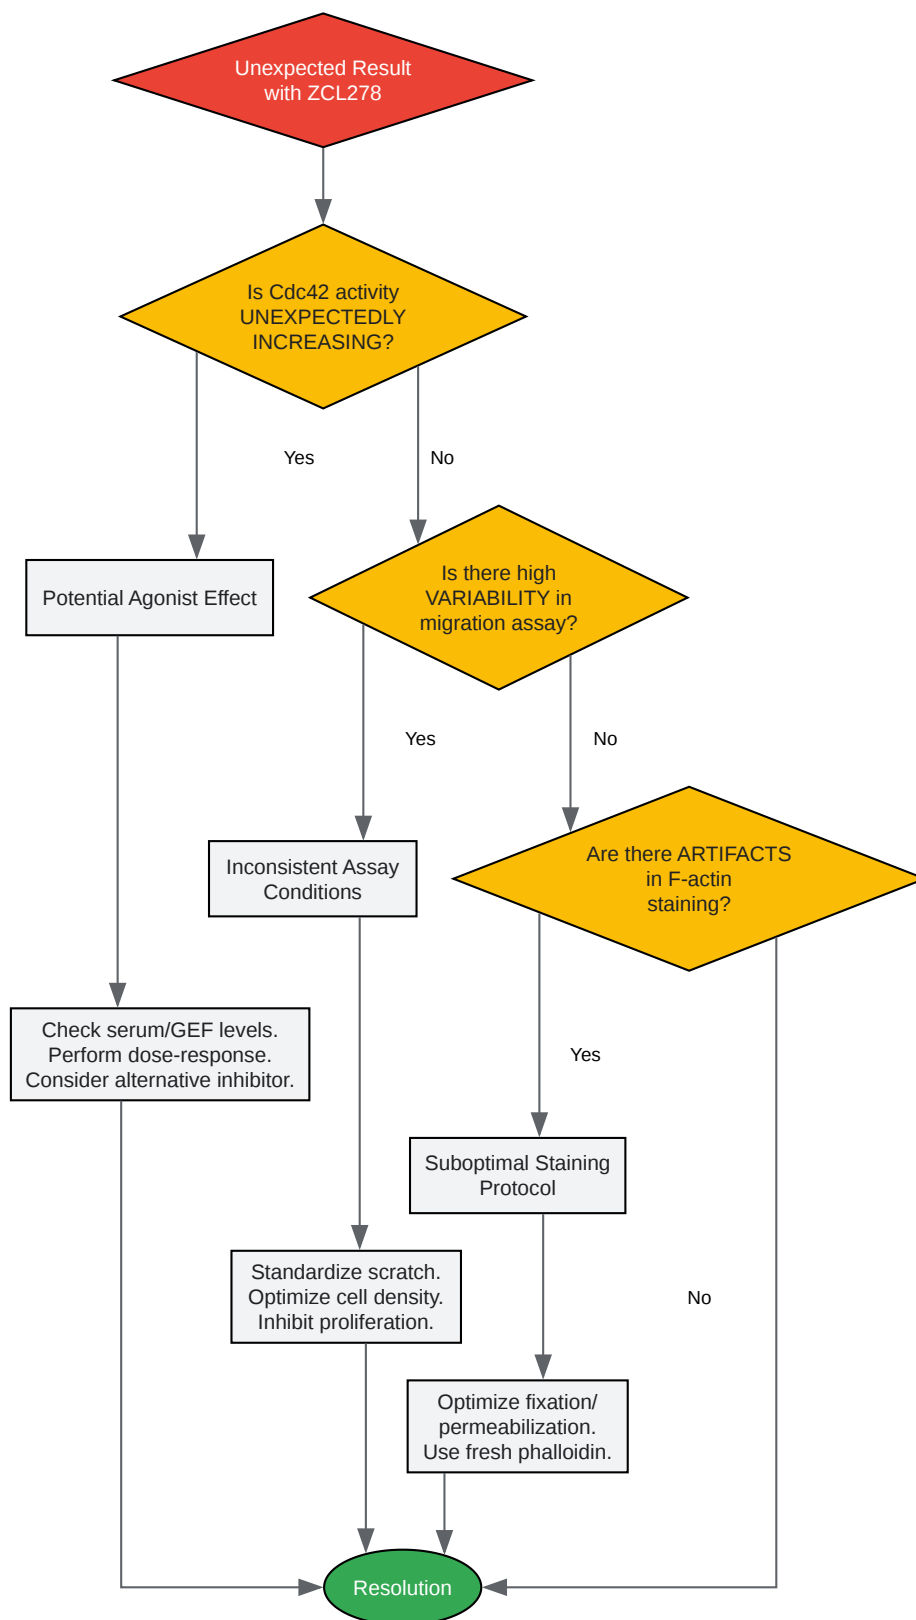 Unexpected Result
with ZCL278
Is Cdc42 activity
UNEXPECTEDLY
INCREASING?
Yes
No
Potential Agonist Effect
Is there high
VARIABILITY in
migration assay?
Yes
No
Inconsistent Assay
Conditions
Are there ARTIFACTS
in F-actin
staining?
Check serum/GEF levels.
Perform dose-response.
Consider alternative inhibitor.
Yes
Suboptimal Staining
Protocol
Standardize scratch.
Optimize cell density.
Inhibit proliferation.
No
Optimize fixation/
permeabilization.
Use fresh phalloidin.
Resolution